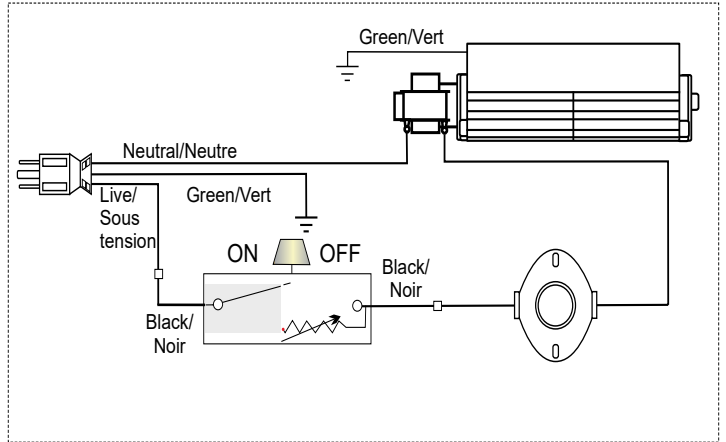 Green/Vert
Neutral/Neutre
Live/
Sous
tension
Green/Vert
ON
OFF
Black/
Noir
Black/
Noir